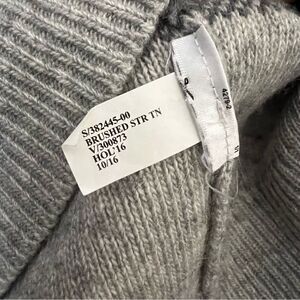 S/382445-00
BRUSHED STR TN
V/300873
HOL'16
10/16